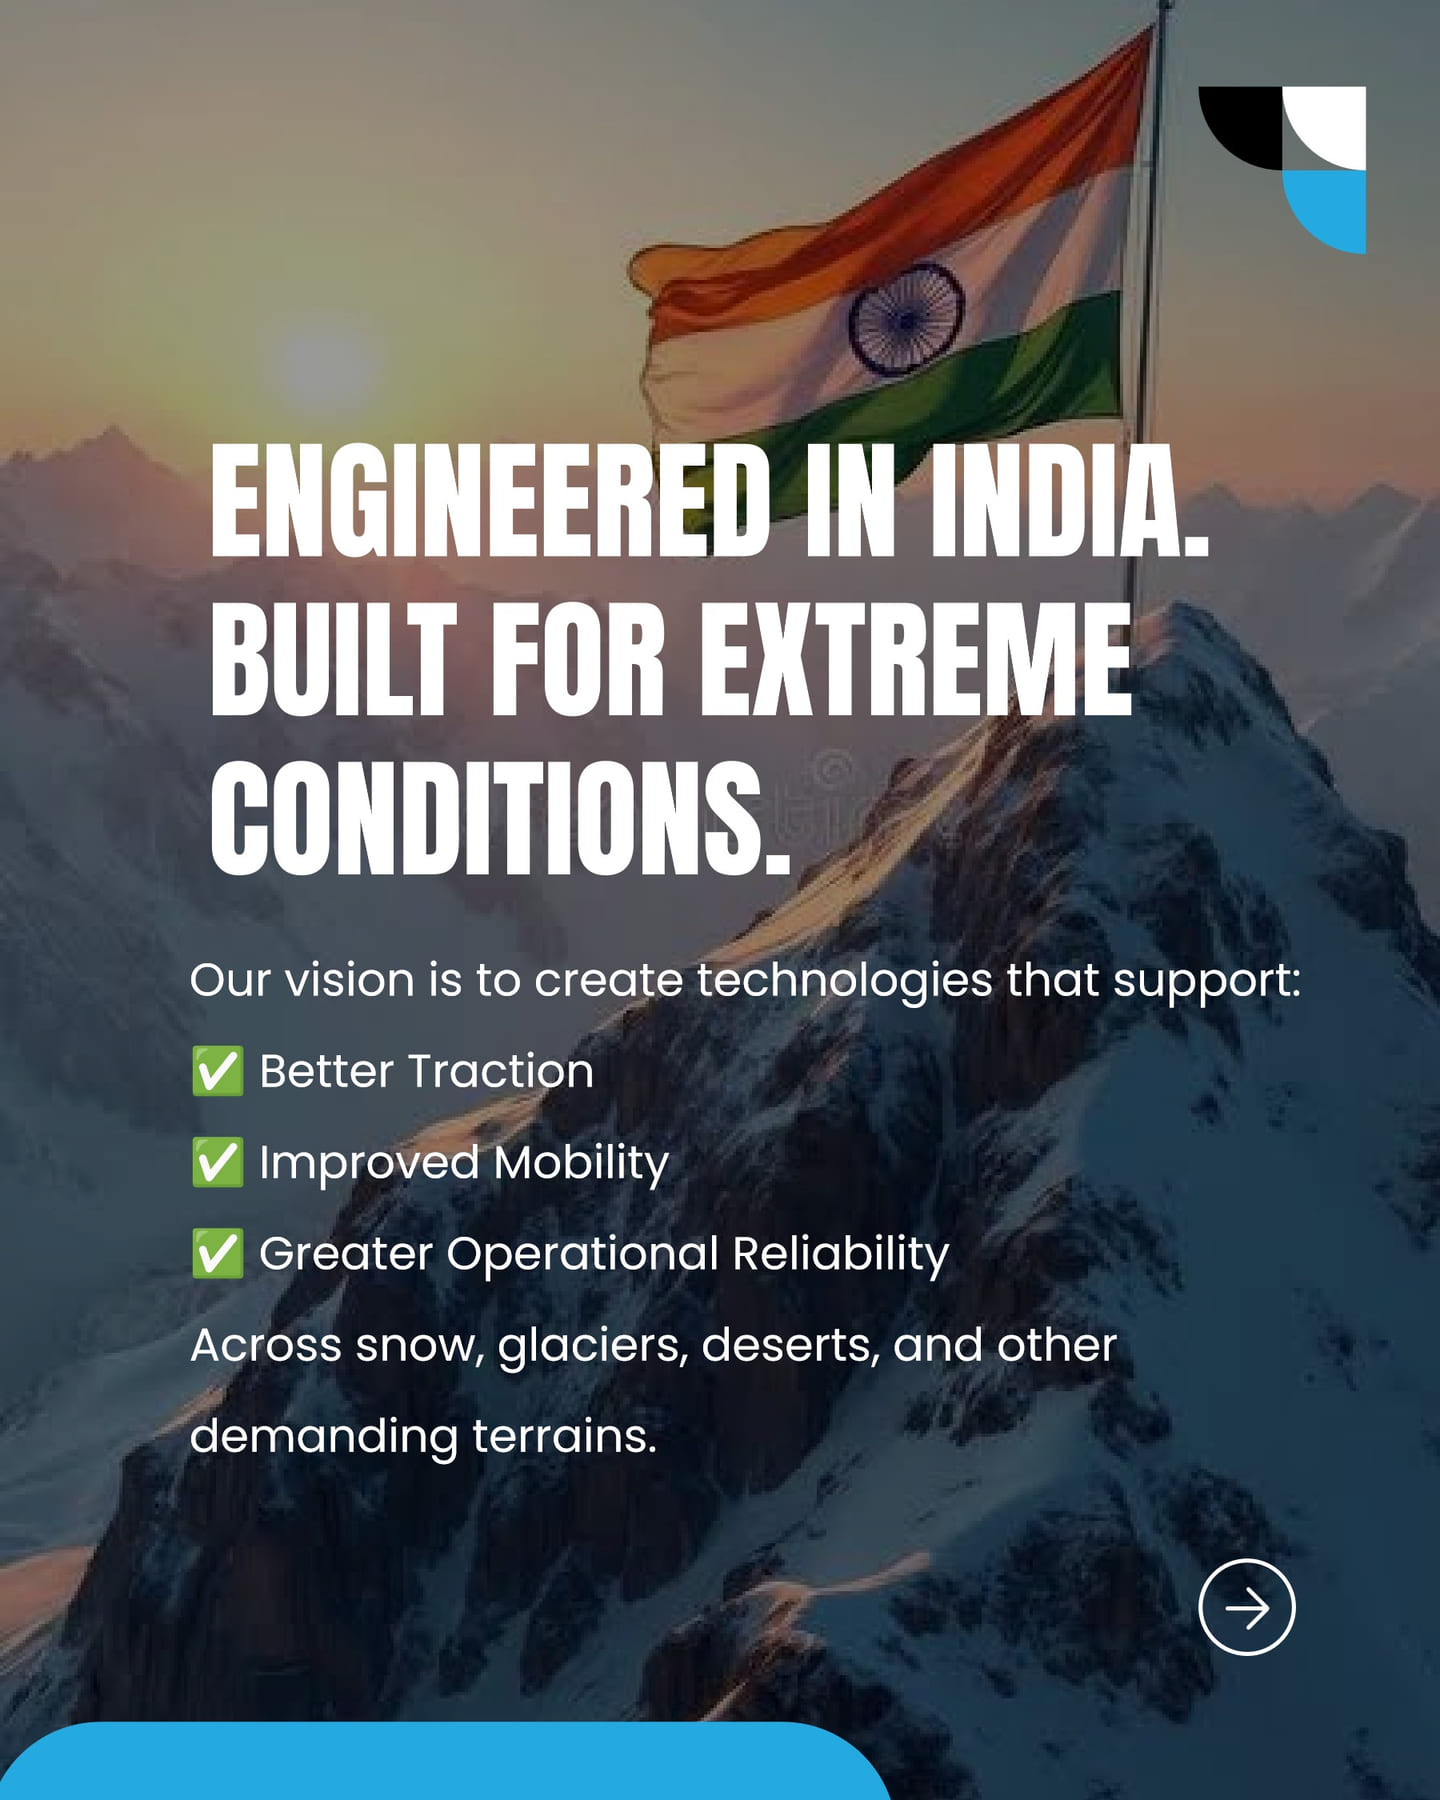 ENGINEERED IN INDIA.
BUILT FOR EXTREME
CONDITIONS.
Our vision is to create technologies that support:
✅ Better Traction
✅ Improved Mobility
✅ Greater Operational Reliability
Across snow, glaciers, deserts, and other
demanding terrains.